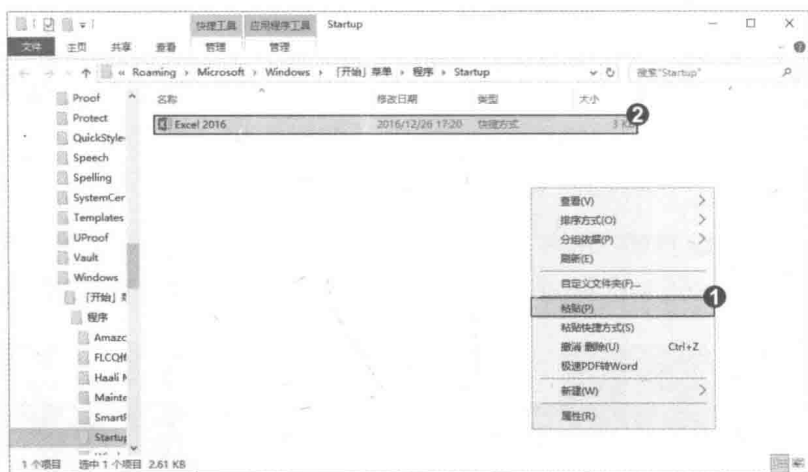 快捷工具 应用程序工具 Startup
文件 主页 共享 查看 管理 管理
« Roaming › Microsoft › Windows › 「开始」菜单 › 程序 › Startup
搜索"Startup"
名称 修改日期 类型 大小
Excel 2016 2016/12/26 17:20 快捷方式 3 KB
2
Proof
Protect
QuickStyle
Speech
Spelling
SystemCer
Templates
UProof
Vault
Windows
「开始」菜
程序
Amazc
Haali
Mainte
Smart
Startup
查看(V)
排序方式(O)
分组依据(P)
刷新(E)
自定义文件夹(F)...
粘贴(P)
1
粘贴快捷方式(S)
撤消 删除(U) Ctrl+Z
极速PDF转Word
新建(W)
属性(R)
1 个项目 选中 1 个项目 2.61 KB